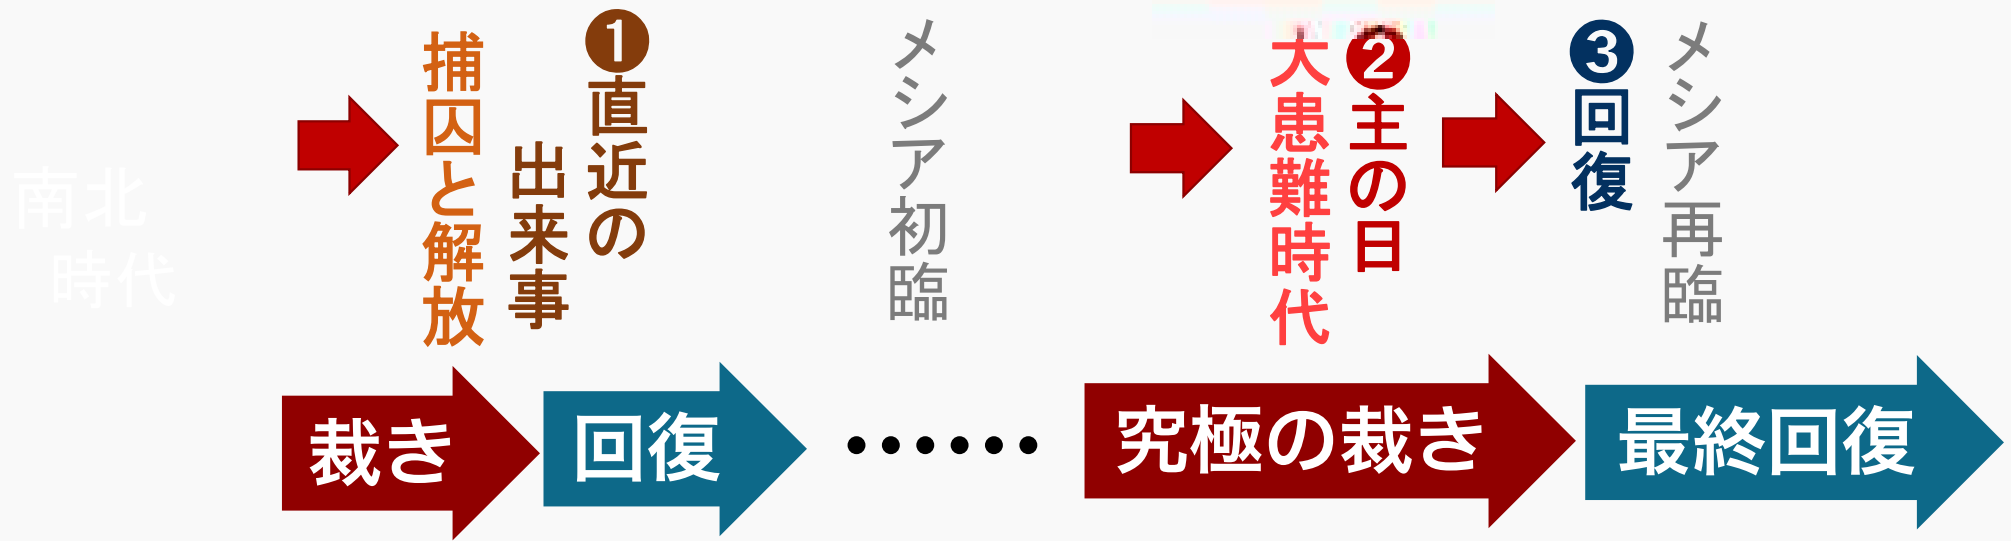 南北
時代
捕囚と解放
❶直近の
出来事
メシア初臨
大患難時代
❷主の日
❸回復
メシア再臨
裁き
回復
••••••
究極の裁き
最終回復